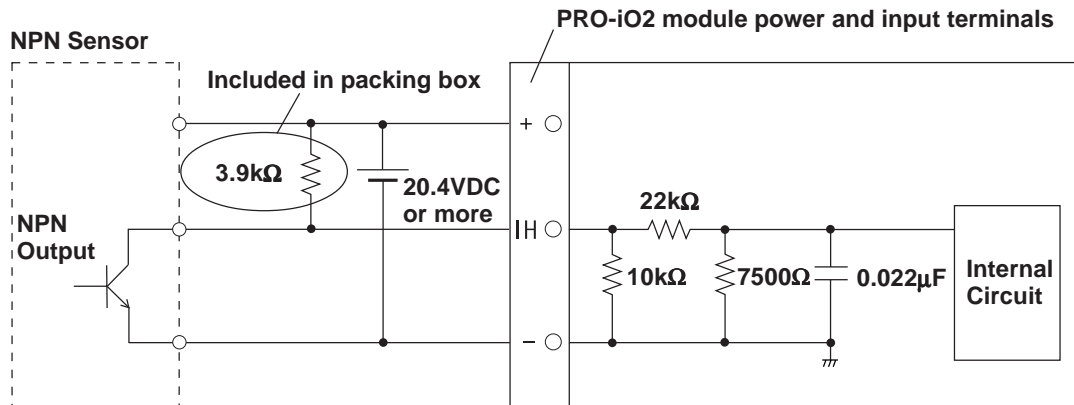 PRO-iO2 module power and input terminals
NPN Sensor
Included in packing box
+
3.9kΩ
20.4VDC
or more
22kΩ
NPN
Output
IH
10kΩ
7500Ω
0.022μF
Internal
Circuit
−